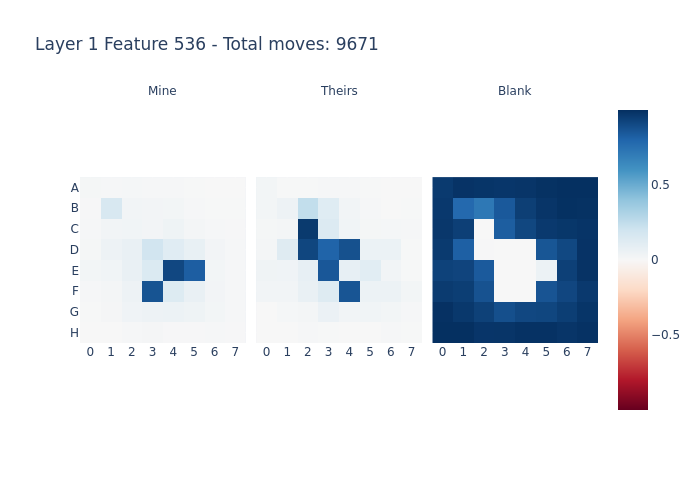 Layer 1 Feature 536 - Total moves: 9671
Mine
Theirs
Blank
A
B
C
D
E
F
G
H
0 1 2 3 4 5 6 7
0 1 2 3 4 5 6 7
0 1 2 3 4 5 6 7
0.5
0
−0.5